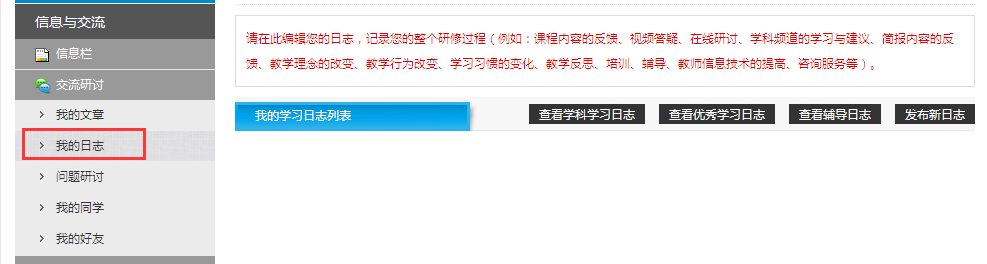 信息与交流
信息栏
交流研讨
我的文章
我的日志
问题研讨
我的同学
我的好友
请在此编辑您的日志，记录您的整个研修过程（例如：课程内容的反馈、视频答疑、在线研讨、学科频道的学习与建议、简报内容的反
馈、教学理念的改变、教学行为改变、学习习惯的变化、教学反思、培训、辅导、教师信息技术的提高、咨询服务等）。
我的学习日志列表 查看学科学习日志 查看优秀学习日志 查看辅导日志 发布新日志